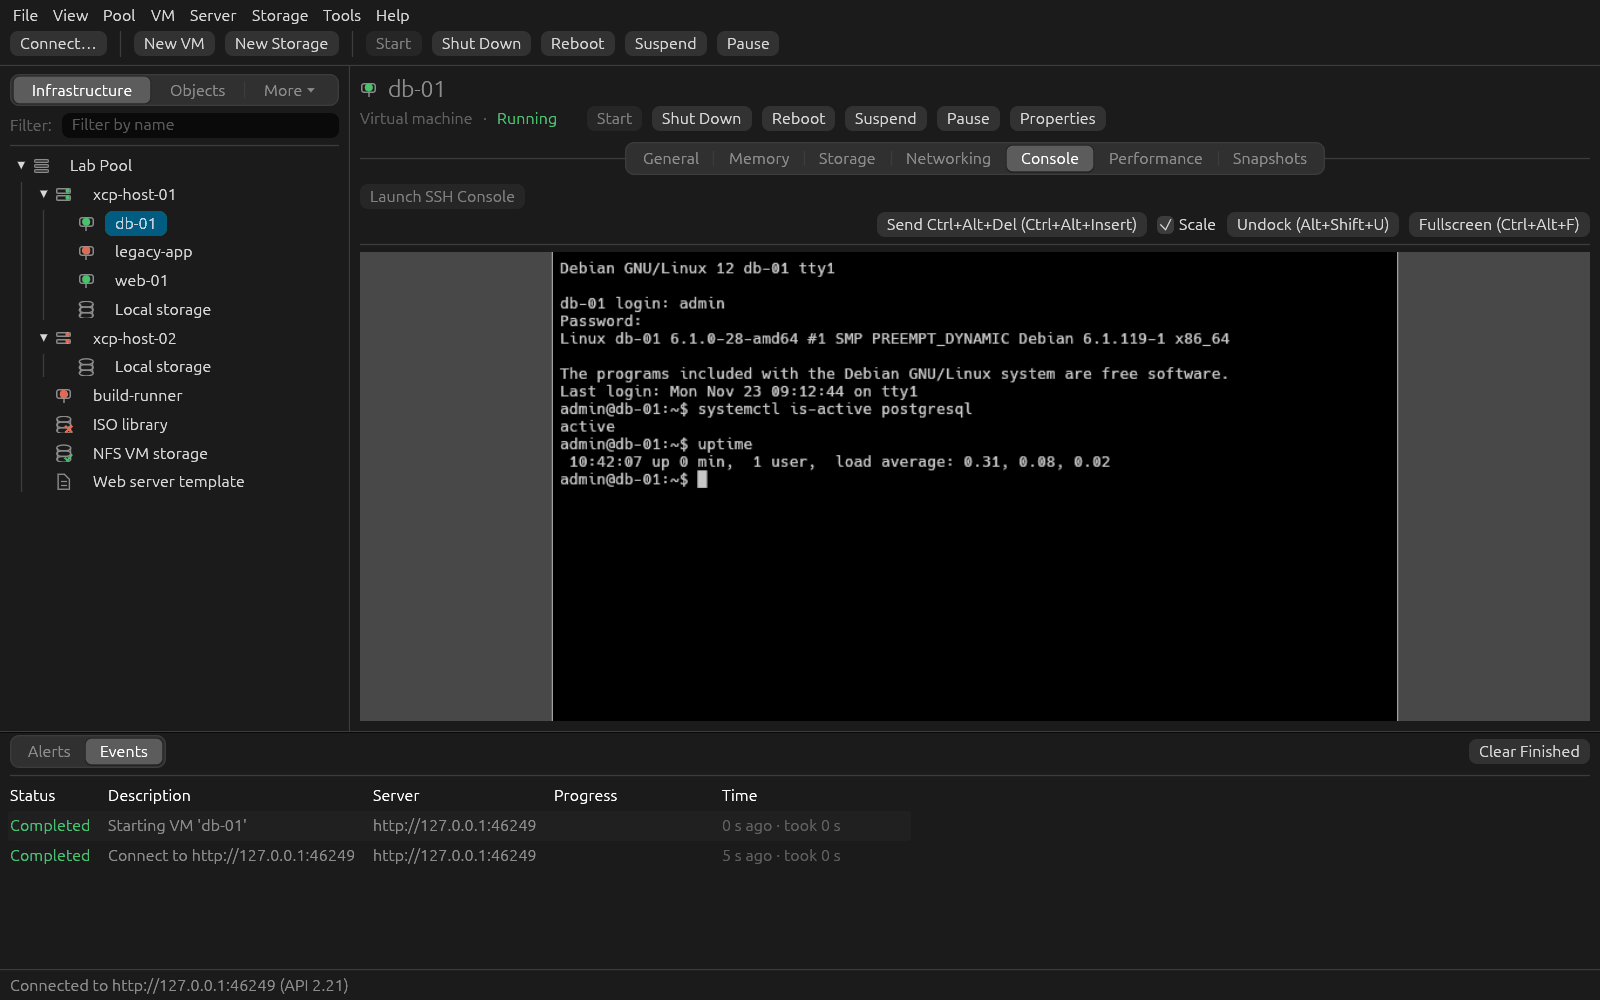 File View Pool VM Server Storage Tools Help
Connect… New VM New Storage Start Shut Down Reboot Suspend Pause
Infrastructure Objects More
Filter: Filter by name
Lab Pool
xcp-host-01
db-01
legacy-app
web-01
Local storage
xcp-host-02
Local storage
build-runner
ISO library
NFS VM storage
Web server template
db-01
Virtual machine · Running Start Shut Down Reboot Suspend Pause Properties
General Memory Storage Networking Console Performance Snapshots
Launch SSH Console
Send Ctrl+Alt+Del (Ctrl+Alt+Insert) Scale Undock (Alt+Shift+U) Fullscreen (Ctrl+Alt+F)
Debian GNU/Linux 12 db-01 tty1
db-01 login: admin
Password:
Linux db-01 6.1.0-28-amd64 #1 SMP PREEMPT_DYNAMIC Debian 6.1.119-1 x86_64
The programs included with the Debian GNU/Linux system are free software.
Last login: Mon Nov 23 09:12:44 on tty1
admin@db-01:~$ systemctl is-active postgresql
active
admin@db-01:~$ uptime
10:42:07 up 0 min, 1 user, load average: 0.31, 0.08, 0.02
admin@db-01:~$
Alerts Events Clear Finished
Status Description Server Progress Time
Completed Starting VM 'db-01' http://127.0.0.1:46249 0 s ago · took 0 s
Completed Connect to http://127.0.0.1:46249 http://127.0.0.1:46249 5 s ago · took 0 s
Connected to http://127.0.0.1:46249 (API 2.21)